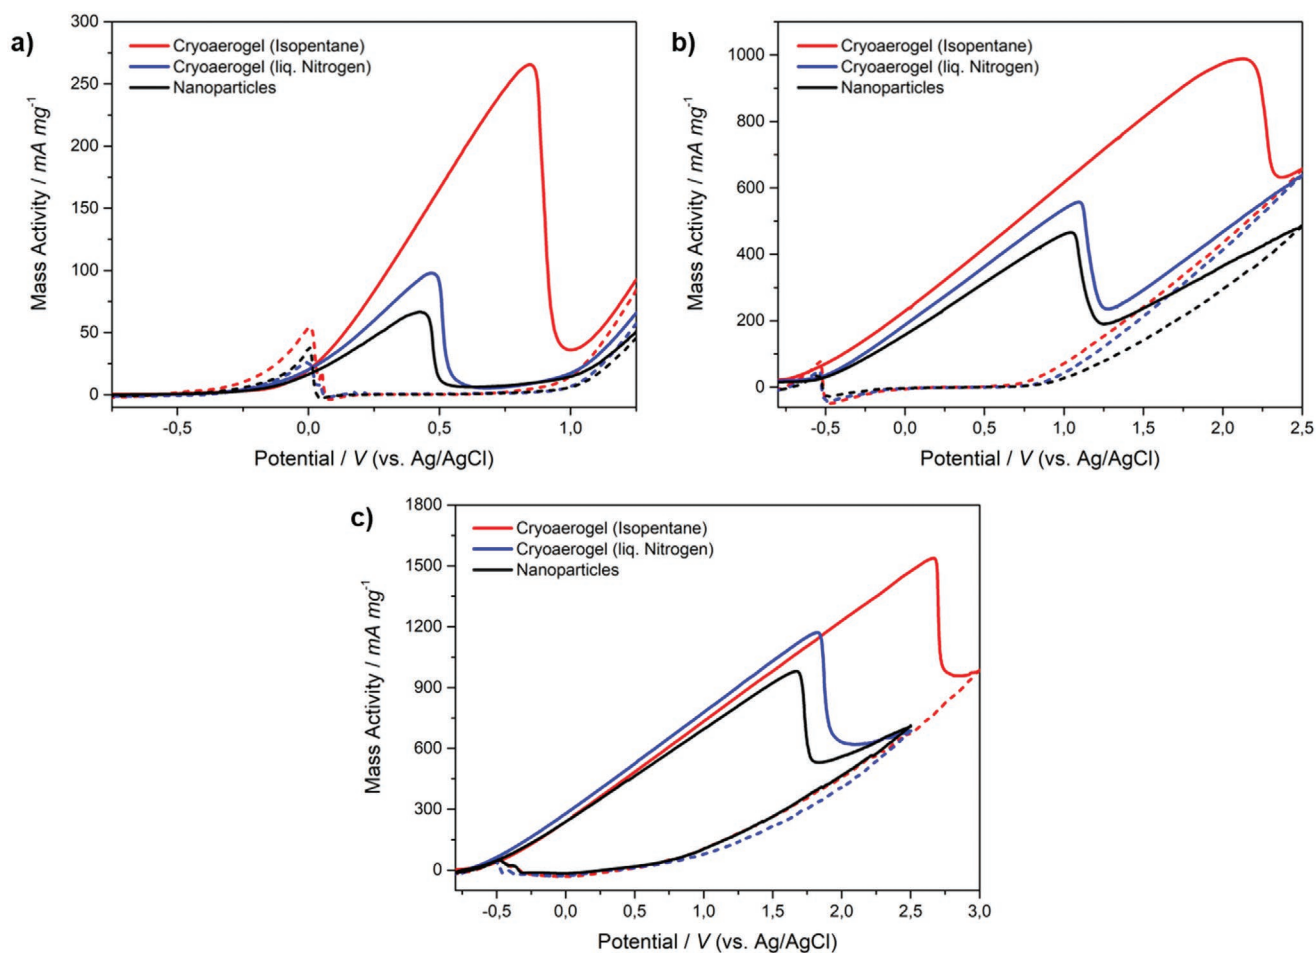 a)
Cryoaerogel (Isopentane)
Cryoaerogel (liq. Nitrogen)
Nanoparticles
Mass Activity / mA mg⁻¹
300
250
200
150
100
50
0
-0,5
0,0
0,5
1,0
Potential / V (vs. Ag/AgCl)
b)
Cryoaerogel (Isopentane)
Cryoaerogel (liq. Nitrogen)
Nanoparticles
Mass Activity / mA mg⁻¹
1000
800
600
400
200
0
-0,5
0,0
0,5
1,0
1,5
2,0
2,5
Potential / V (vs. Ag/AgCl)
c)
Cryoaerogel (Isopentane)
Cryoaerogel (liq. Nitrogen)
Nanoparticles
Mass Activity / mA mg⁻¹
1800
1500
1200
900
600
300
0
-0,5
0,0
0,5
1,0
1,5
2,0
2,5
3,0
Potential / V (vs. Ag/AgCl)